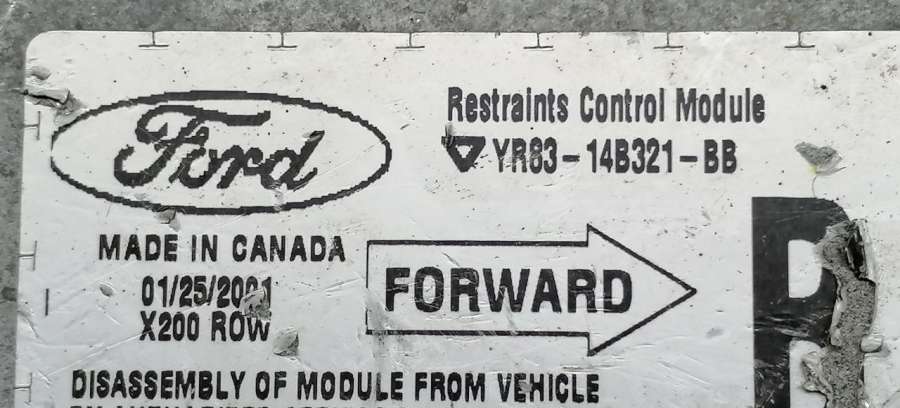 Ford
Restraints Control Module
YR83-14B321-BB
MADE IN CANADA
01/25/2001
X200 ROW
FORWARD
DISASSEMBLY OF MODULE FROM VEHICLE